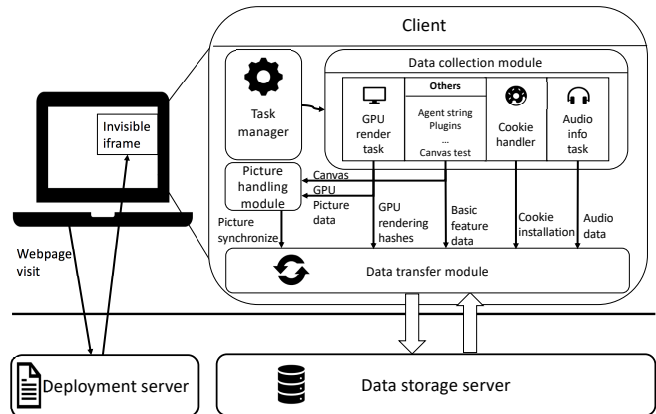 Client
Data collection module
Invisible
iframe
Task
manager
GPU
render
task
Others
Agent string
Plugins
...
Canvas test
Cookie
handler
Audio
info
task
Picture
handling
module
Canvas
GPU
Picture
data
Picture
synchronize
GPU
rendering
hashes
Basic
feature
data
Cookie
installation
Audio
data
Webpage
visit
Data transfer module
Deployment server
Data storage server